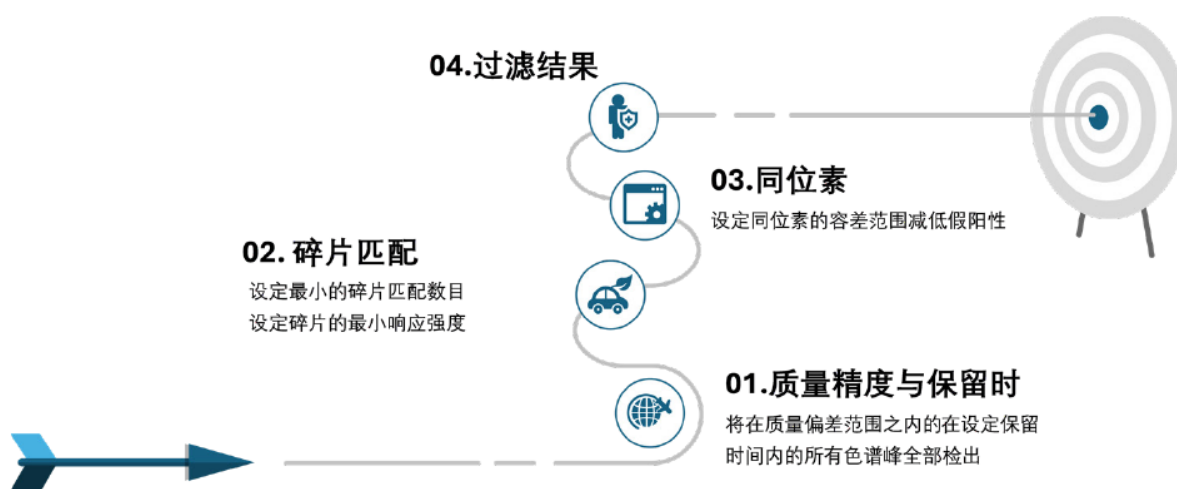 04.过滤结果
03.同位素
设定同位素的容差范围减低假阳性
02. 碎片匹配
设定最小的碎片匹配数目
设定碎片的最小响应强度
01.质量精度与保留时
将在质量偏差范围之内的在设定保留
时间内的所有色谱峰全部检出